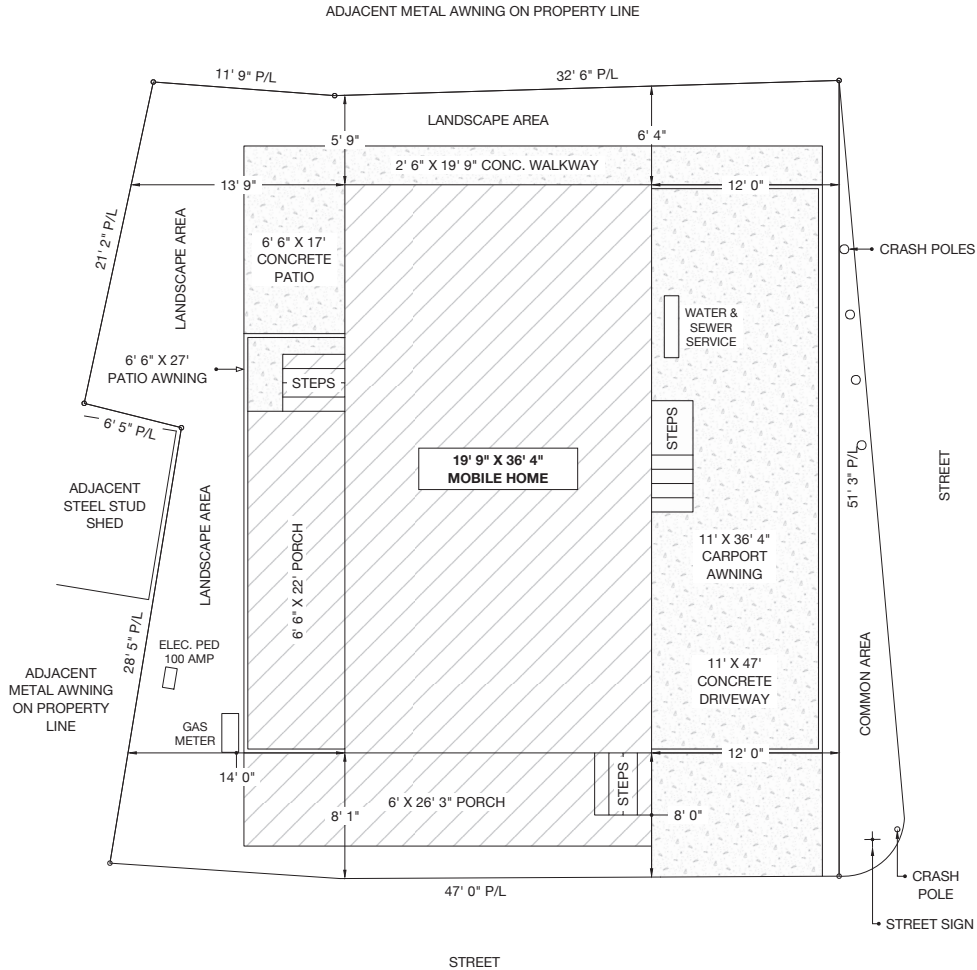 ADJACENT METAL AWNING ON PROPERTY LINE
11' 9" P/L
32' 6" P/L
LANDSCAPE AREA
5' 9"
6' 4"
2' 6" X 19' 9" CONC. WALKWAY
13' 9"
12' 0"
21' 2" P/L
LANDSCAPE AREA
6' 6" X 17'
CONCRETE
PATIO
CRASH POLES
WATER &
SEWER
SERVICE
6' 6" X 27'
PATIO AWNING
STEPS
STEPS
6' 5" P/L
19' 9" X 36' 4"
MOBILE HOME
51' 3" P/L
STREET
ADJACENT
STEEL STUD
SHED
LANDSCAPE AREA
6' 6" X 22' PORCH
11' X 36' 4"
CARPORT
AWNING
28' 5" P/L
ELEC. PED
100 AMP
11' X 47'
CONCRETE
DRIVEWAY
COMMON AREA
ADJACENT
METAL AWNING
ON PROPERTY
LINE
GAS
METER
14' 0"
12' 0"
STEPS
6' X 26' 3" PORCH
8' 1"
8' 0"
CRASH
POLE
47' 0" P/L
STREET SIGN
STREET